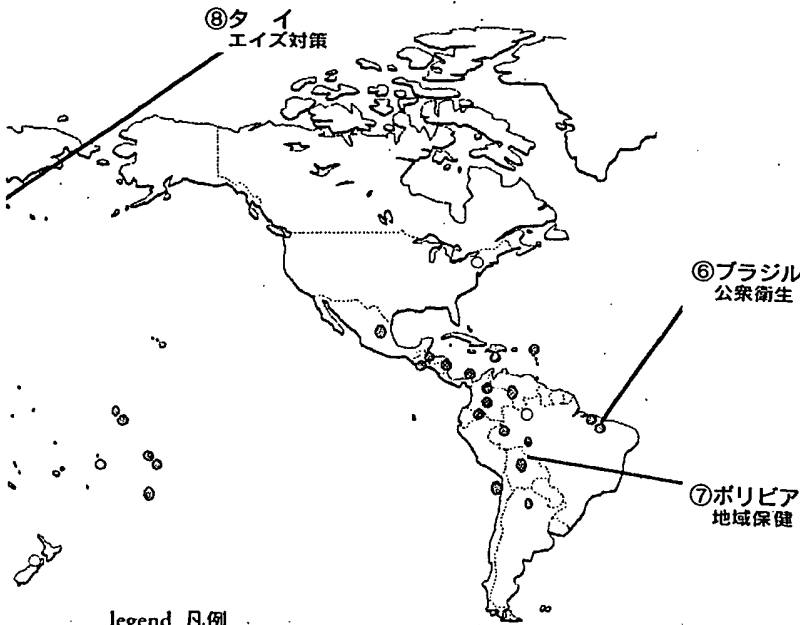 ⑧タ イ
エイズ対策
⑥ブラジル
公衆衛生
⑦ボリビア
地域保健
legend 凡例